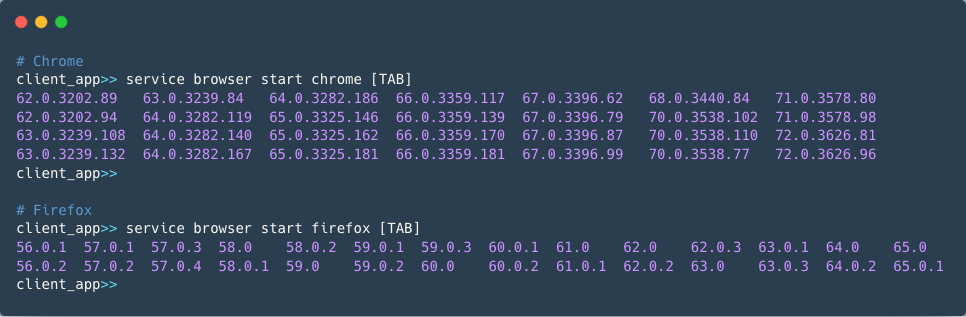 # Chrome
client_app>> service browser start chrome [TAB]
62.0.3202.89   63.0.3239.84   64.0.3282.186  66.0.3359.117  67.0.3396.62   68.0.3440.84   71.0.3578.80
62.0.3202.94   64.0.3282.119  65.0.3325.146  66.0.3359.139  67.0.3396.79   70.0.3538.102  71.0.3578.98
63.0.3239.108  64.0.3282.140  65.0.3325.162  66.0.3359.170  67.0.3396.87   70.0.3538.110  72.0.3626.81
63.0.3239.132  64.0.3282.167  65.0.3325.181  66.0.3359.181  67.0.3396.99   70.0.3538.77   72.0.3626.96
client_app>>
# Firefox
client_app>> service browser start firefox [TAB]
56.0.1  57.0.1  57.0.3  58.0    58.0.2  59.0.1  59.0.3  60.0.1  61.0    62.0    62.0.3  63.0.1  64.0    65.0
56.0.2  57.0.2  57.0.4  58.0.1  59.0    59.0.2  60.0    60.0.2  61.0.1  62.0.2  63.0    63.0.3  64.0.2  65.0.1
client_app>>